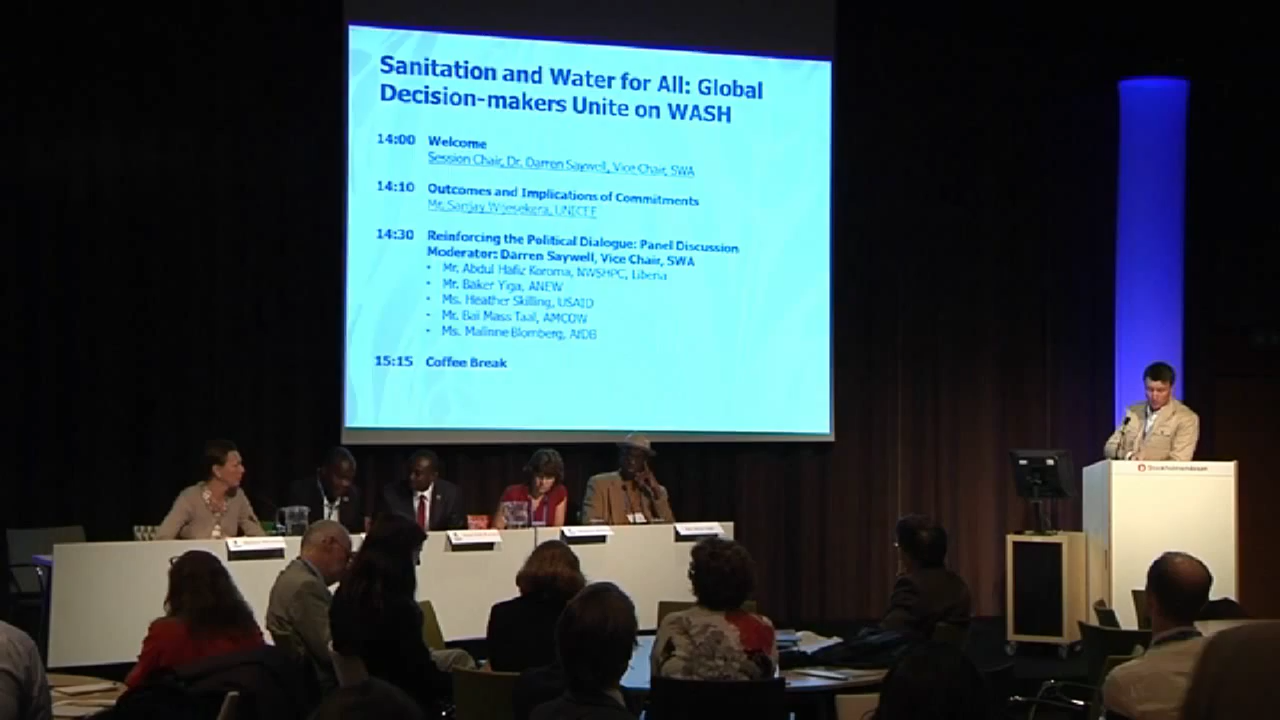 Sanitation and Water for All: Global
Decision-makers Unite on WASH
14:00 Welcome
Session Chair, Dr. Darren Saywell, Vice Chair, SWA
14:10 Outcomes and Implications of Commitments
Mr. Sanjay Wijesekera, UNICEF
14:30 Reinforcing the Political Dialogue: Panel Discussion
Moderator: Darren Saywell, Vice Chair, SWA
• Mr. Abdul Hafiz Koroma, NWSHPC, Liberia
• Mr. Baker Yiga, ANEW
• Ms. Heather Skilling, USAID
• Mr. Bai Mass Taal, AMCOW
• Ms. Malinne Blomberg, AfDB
15:15 Coffee Break
Stockholmsmässan